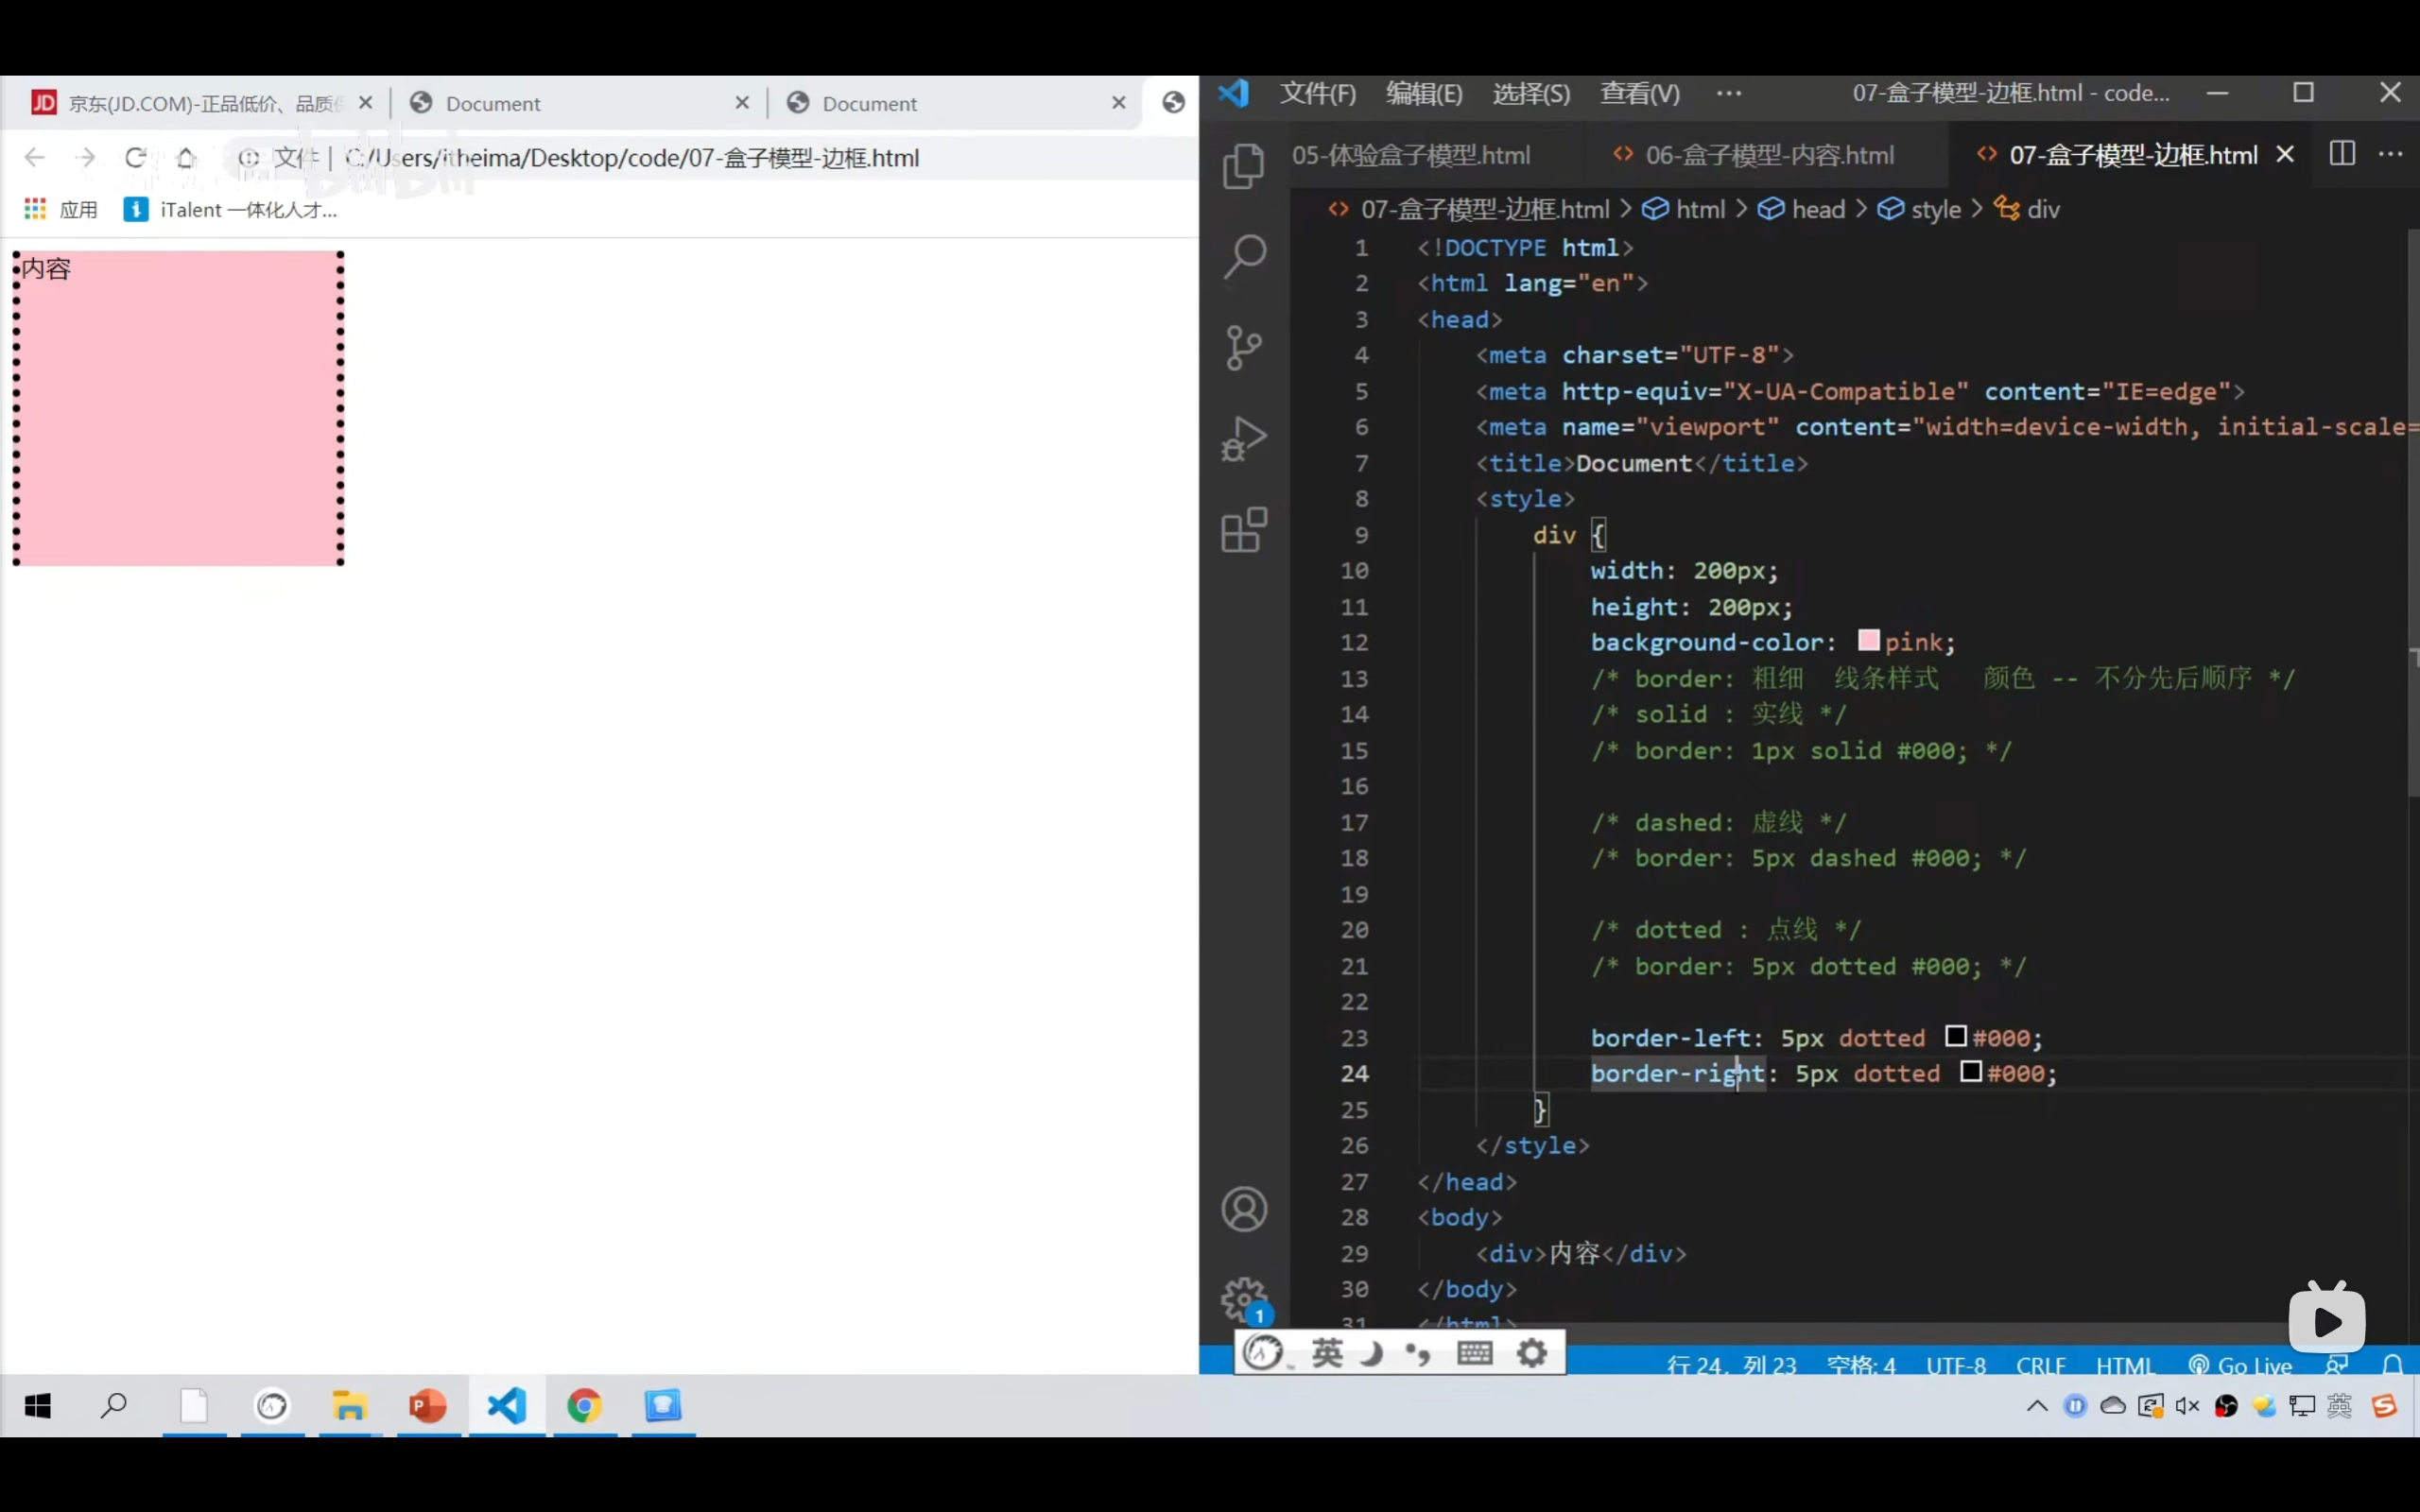 京东(JD.COM)-正品低价、品质
Document
Document
文件 | C:/Users/itheima/Desktop/code/07-盒子模型-边框.html
bilibili
应用
iTalent 一体化人才...
内容
文件(F) 编辑(E) 选择(S) 查看(V) ···
07-盒子模型-边框.html - code...
05-体验盒子模型.html
06-盒子模型-内容.html
07-盒子模型-边框.html
07-盒子模型-边框.html > html > head > style > div
1 <!DOCTYPE html>
2 <html lang="en">
3 <head>
4 <meta charset="UTF-8">
5 <meta http-equiv="X-UA-Compatible" content="IE=edge">
6 <meta name="viewport" content="width=device-width, initial-scale=
7 <title>Document</title>
8 <style>
9 div {
10 width: 200px;
11 height: 200px;
12 background-color: pink;
13 /* border: 粗细 线条样式 颜色 -- 不分先后顺序 */
14 /* solid : 实线 */
15 /* border: 1px solid #000; */
16
17 /* dashed: 虚线 */
18 /* border: 5px dashed #000; */
19
20 /* dotted : 点线 */
21 /* border: 5px dotted #000; */
22
23 border-left: 5px dotted #000;
24 border-right: 5px dotted #000;
25 }
26 </style>
27 </head>
28 <body>
29 <div>内容</div>
30 </body>
31 </html>
1
英
行 24，列 23 空格: 4 UTF-8 CRLF HTML Go Live
英